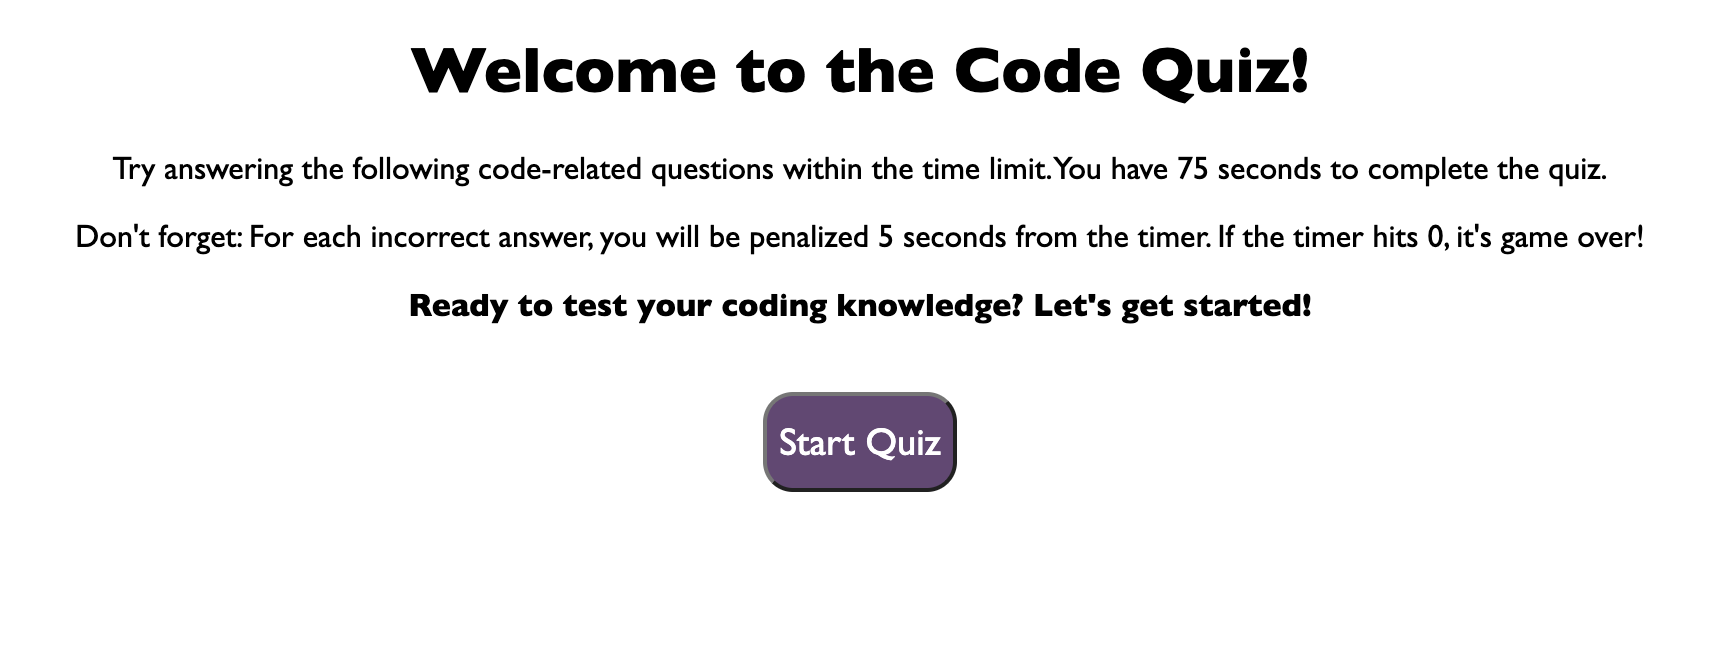 Welcome to the Code Quiz!
Try answering the following code-related questions within the time limit. You have 75 seconds to complete the quiz.
Don't forget: For each incorrect answer, you will be penalized 5 seconds from the timer. If the timer hits 0, it's game over!
Ready to test your coding knowledge? Let's get started!
Start Quiz